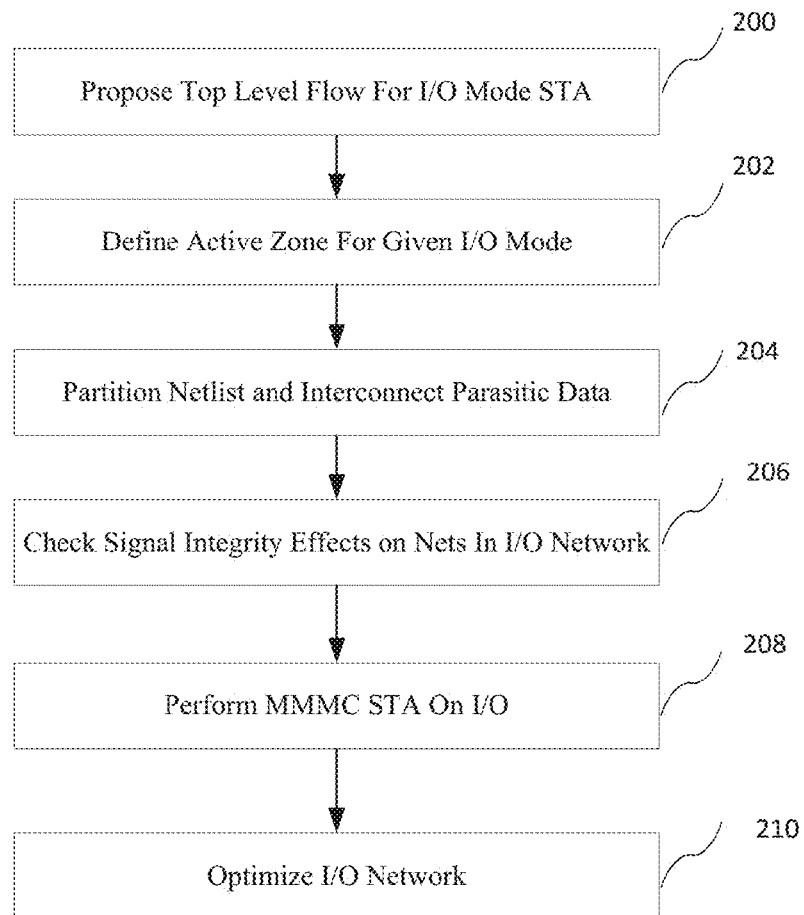 200
Propose Top Level Flow For I/O Mode STA
202
Define Active Zone For Given I/O Mode
204
Partition Netlist and Interconnect Parasitic Data
206
Check Signal Integrity Effects on Nets In I/O Network
208
Perform MMMC STA On I/O
210
Optimize I/O Network